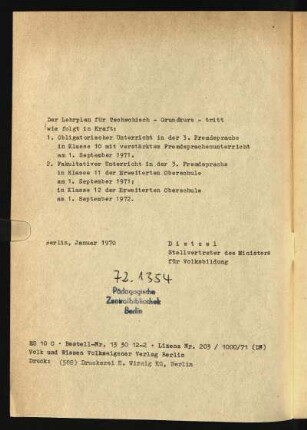 Der Lehrplan für Tschechisch - Grundkurs - tritt
wie folgt in Kraft:
1. Obligatorischer Unterricht in der 3. Fremdsprache
in Klasse 10 mit verstärktem Fremdsprachenunterricht
am 1. September 1971.
2. Fakultativer Unterricht in der 3. Fremdsprache
in Klasse 11 der Erweiterten Oberschule
am 1. September 1971;
in Klasse 12 der Erweiterten Oberschule
am 1. September 1972.
Berlin, Januar 1970
D i e t z e l
Stellvertreter des Ministers
für Volksbildung
72.1354
Pädagogische
Zentralbibliothek
Berlin
ES 10 G · Bestell-Nr. 13 50 12-2 · Lizenz Nr. 203 / 1000/71 (DN)
Volk und Wissen Volkseigener Verlag Berlin
Druck: (588) Druckerei H. Virnig KG, Berlin